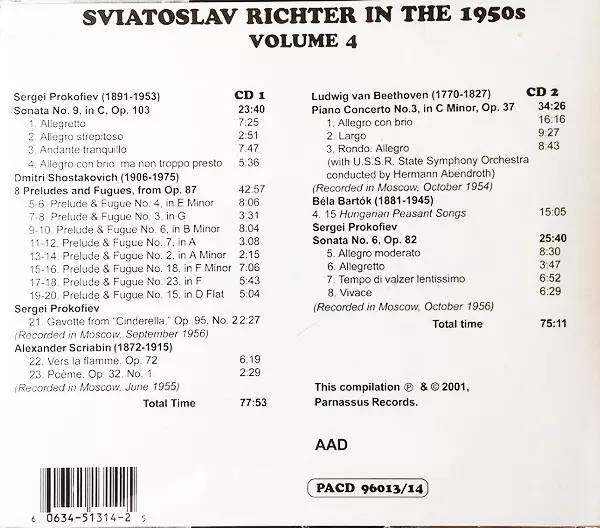 SVIATOSLAV RICHTER IN THE 1950s
VOLUME 4
Sergei Prokofiev (1891-1953) CD 1
Sonata No. 9, in C, Op. 103 23:40
1. Allegretto 7:25
2. Allegro strepitoso 2:51
3. Andante tranquillo 7.47
4. Allegro con brio, ma non troppo presto 5:36
Dmitri Shostakovich (1906-1975)
8 Preludes and Fugues, from Op. 87 42:57
5-6 Prelude & Fugue No. 4, in E Minor 8:06
7-8 Prelude & Fugue No. 3, in G 3:31
9-10 Prelude & Fugue No. 6, in B Minor 8:04
11-12. Prelude & Fugue No. 7, in A 3.08
13-14. Prelude & Fugue No. 2, in A Minor 2:15
15-16. Prelude & Fugue No. 18, in F Minor 7:06
17-18. Prelude & Fugue No. 23, in F 5:43
19-20. Prelude & Fugue No. 15, in D Flat 5:04
Sergei Prokofiev
21. Gavotte from "Cinderella," Op. 95, No. 2 2:27
(Recorded in Moscow, September 1956)
Alexander Scriabin (1872-1915)
22. Vers la flamme, Op. 72 6:19
23. Poème, Op. 32, No. 1 2:29
(Recorded in Moscow, June 1955)
Total Time 77:53
6 0634-51314-2 5
Ludwig van Beethoven (1770-1827) CD 2
Piano Concerto No.3, in C Minor, Op. 37 34:26
1. Allegro con brio 16:16
2. Largo 9:27
3. Rondo: Allegro 8:43
(with U.S.S.R. State Symphony Orchestra
conducted by Hermann Abendroth)
(Recorded in Moscow, October 1954)
Béla Bartók (1881-1945)
4. 15 Hungarian Peasant Songs 15:05
Sergei Prokofiev
Sonata No. 6, Op. 82 25:40
5. Allegro moderato 8:30
6. Allegretto 3:47
7. Tempo di valzer lentissimo 6:52
8. Vivace 6:29
(Recorded in Moscow, October 1956)
Total time 75:11
This compilation ℗ & © 2001,
Parnassus Records.
AAD
PACD 96013/14